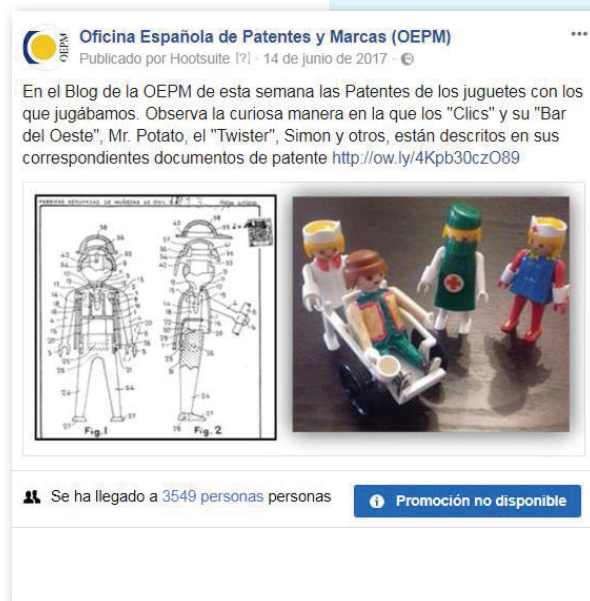 Oficina Española de Patentes y Marcas (OEPM)
Publicado por Hootsuite [?] · 14 de junio de 2017 ·
En el Blog de la OEPM de esta semana las Patentes de los juguetes con los
que jugábamos. Observa la curiosa manera en la que los "Clics" y su "Bar
del Oeste", Mr. Potato, el "Twister", Simon y otros, están descritos en sus
correspondientes documentos de patente http://ow.ly/4Kpb30czO89
Fig.1 Fig.2
Se ha llegado a 3549 personas personas
Promoción no disponible